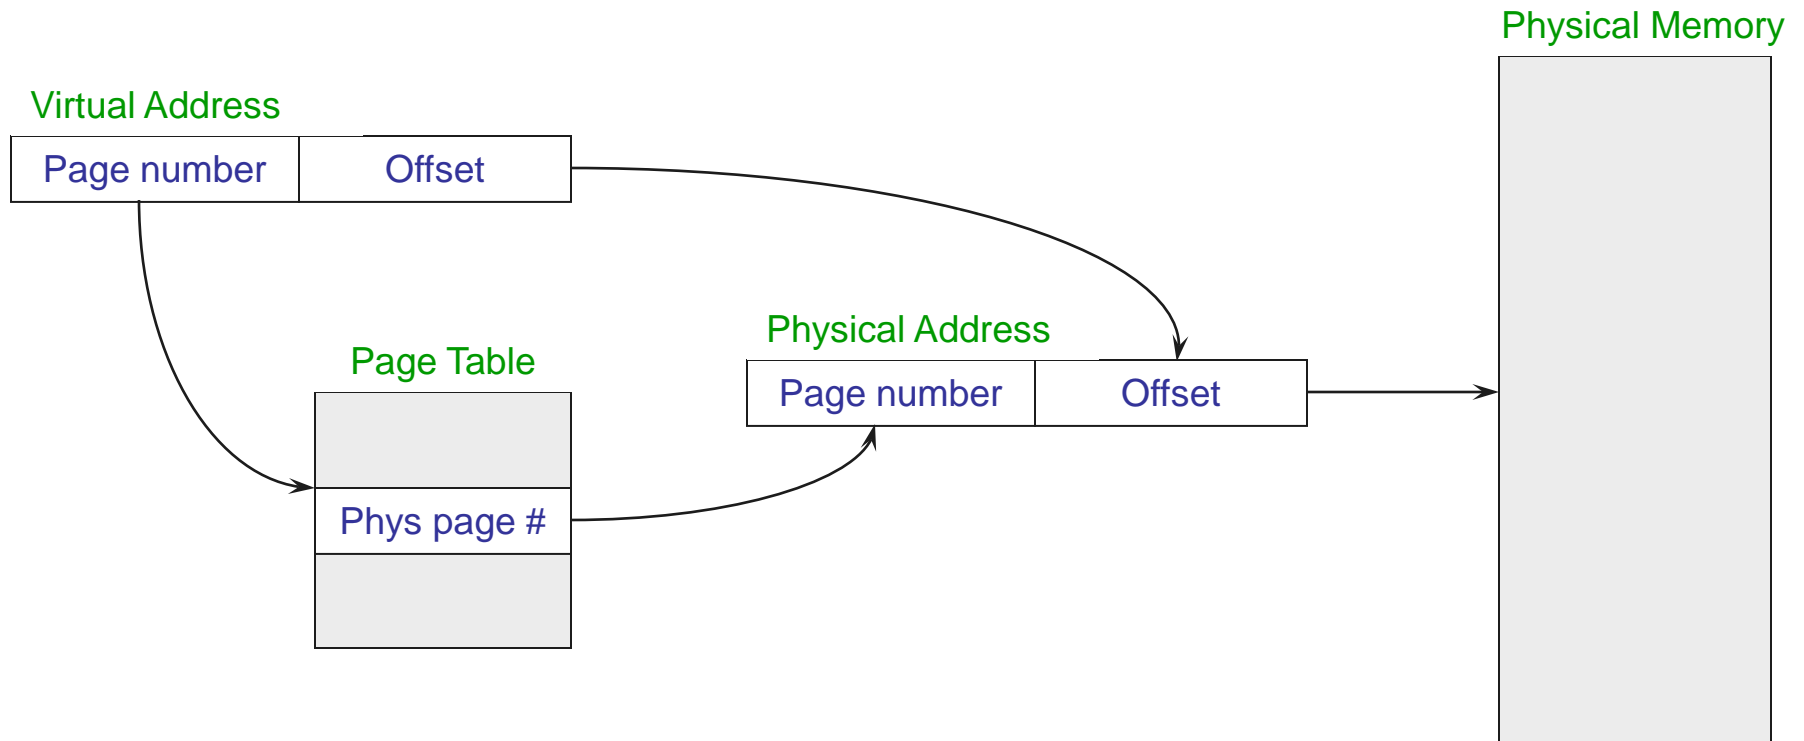 Physical Memory
Virtual Address
Page number Offset
Physical Address
Page Table
Page number Offset
Phys page #